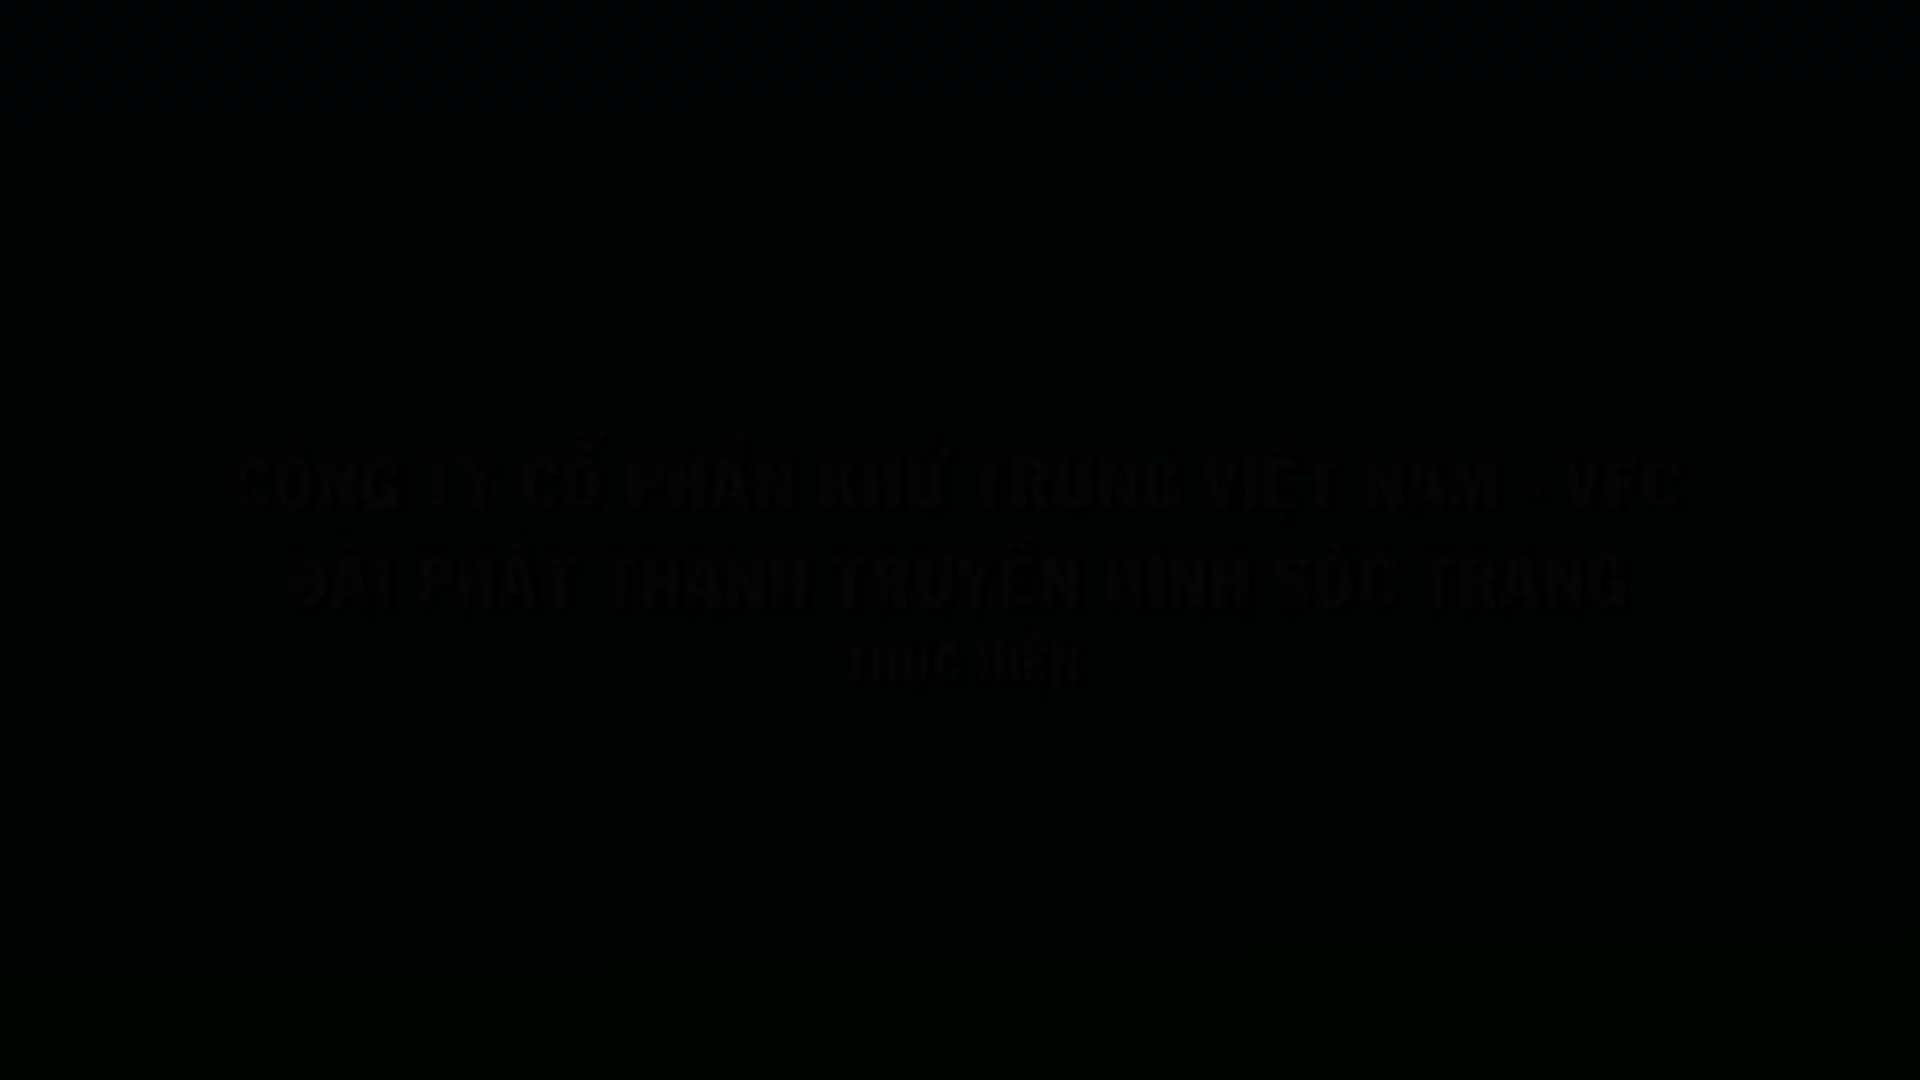 CÔNG TY CỔ PHẦN KHỬ TRÙNG VIỆT NAM - VFC
ĐÀI PHÁT THANH TRUYỀN HÌNH SÓC TRĂNG
THỰC HIỆN